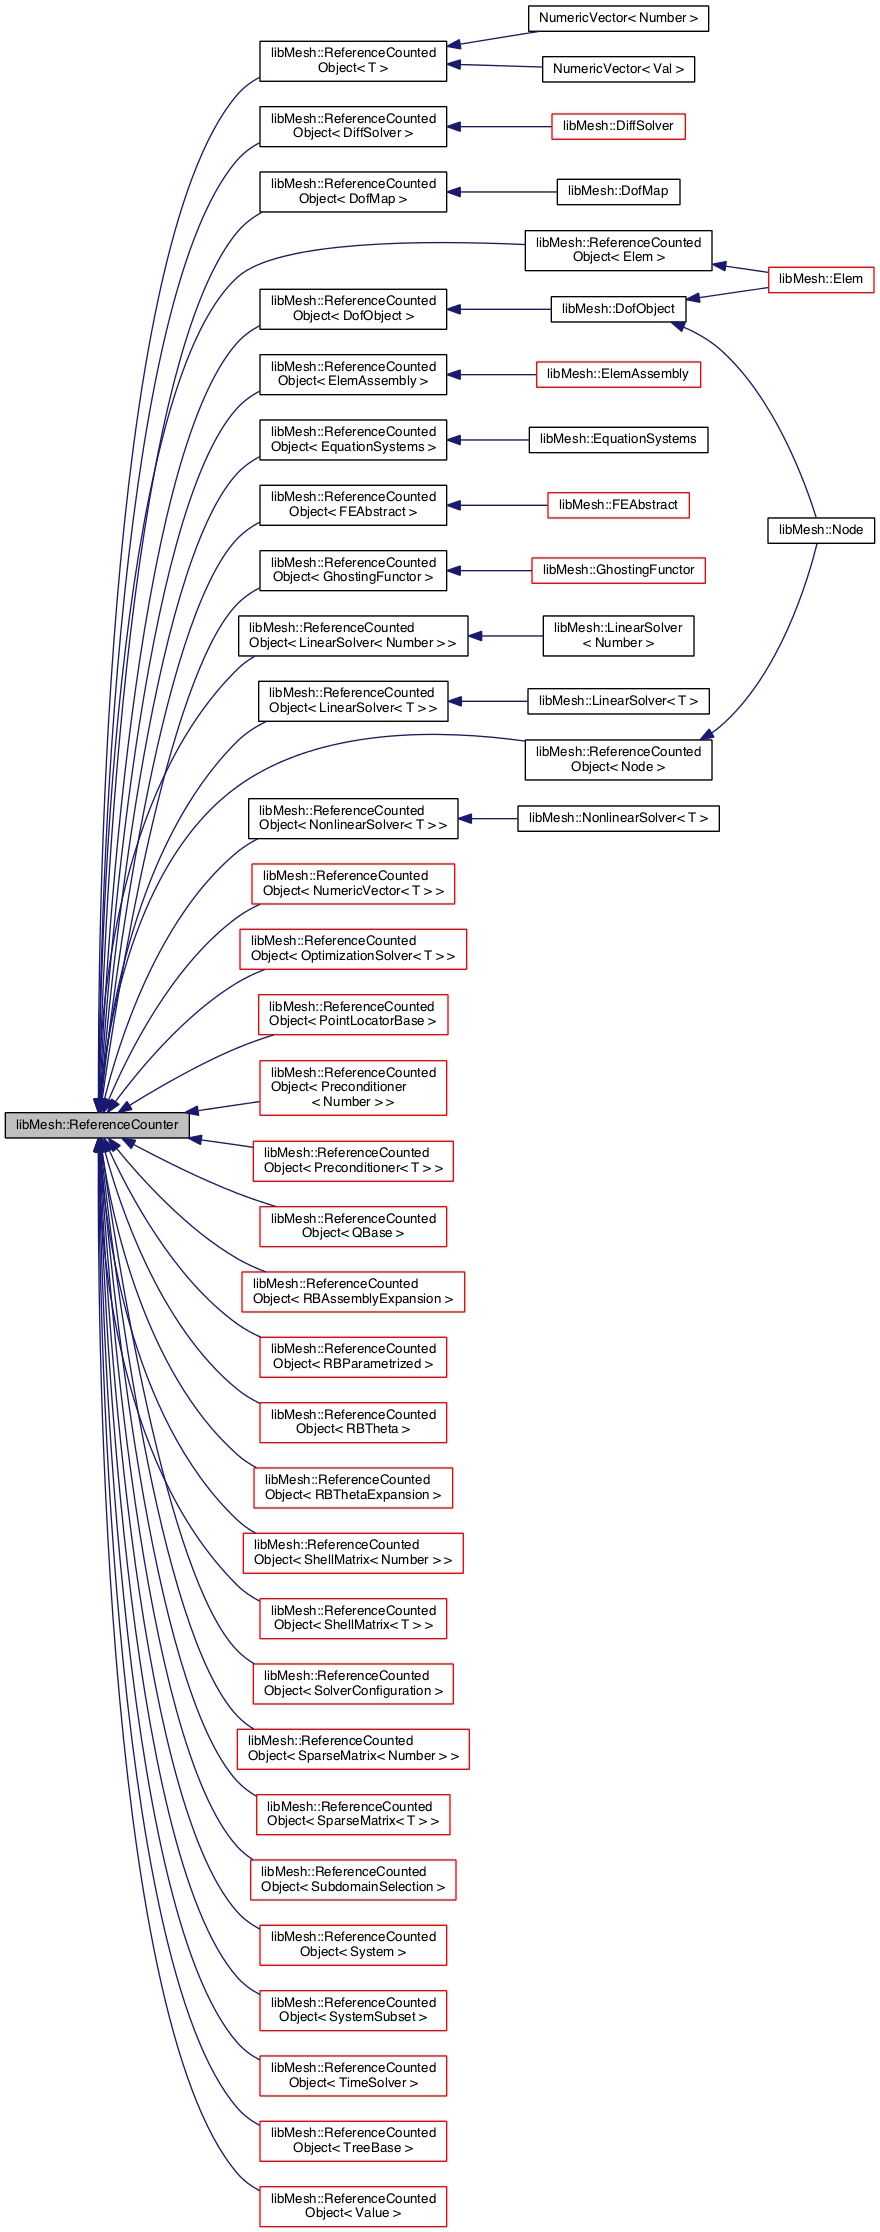 NumericVector< Number >
libMesh::ReferenceCounted
Object< T >
NumericVector< Val >
libMesh::ReferenceCounted
Object< DiffSolver >
libMesh::DiffSolver
libMesh::ReferenceCounted
Object< DofMap >
libMesh::DofMap
libMesh::ReferenceCounted
Object< Elem >
libMesh::Elem
libMesh::ReferenceCounted
Object< DofObject >
libMesh::DofObject
libMesh::ReferenceCounted
Object< ElemAssembly >
libMesh::ElemAssembly
libMesh::ReferenceCounted
Object< EquationSystems >
libMesh::EquationSystems
libMesh::ReferenceCounted
Object< FEAbstract >
libMesh::FEAbstract
libMesh::Node
libMesh::ReferenceCounted
Object< GhostingFunctor >
libMesh::GhostingFunctor
libMesh::ReferenceCounted
Object< LinearSolver< Number > >
libMesh::LinearSolver
< Number >
libMesh::ReferenceCounted
Object< LinearSolver< T > >
libMesh::LinearSolver< T >
libMesh::ReferenceCounted
Object< Node >
libMesh::ReferenceCounted
Object< NonlinearSolver< T > >
libMesh::NonlinearSolver< T >
libMesh::ReferenceCounted
Object< NumericVector< T > >
libMesh::ReferenceCounted
Object< OptimizationSolver< T > >
libMesh::ReferenceCounted
Object< PointLocatorBase >
libMesh::ReferenceCounted
Object< Preconditioner
< Number > >
libMesh::ReferenceCounter
libMesh::ReferenceCounted
Object< Preconditioner< T > >
libMesh::ReferenceCounted
Object< QBase >
libMesh::ReferenceCounted
Object< RBAssemblyExpansion >
libMesh::ReferenceCounted
Object< RBParametrized >
libMesh::ReferenceCounted
Object< RBTheta >
libMesh::ReferenceCounted
Object< RBThetaExpansion >
libMesh::ReferenceCounted
Object< ShellMatrix< Number > >
libMesh::ReferenceCounted
Object< ShellMatrix< T > >
libMesh::ReferenceCounted
Object< SolverConfiguration >
libMesh::ReferenceCounted
Object< SparseMatrix< Number > >
libMesh::ReferenceCounted
Object< SparseMatrix< T > >
libMesh::ReferenceCounted
Object< SubdomainSelection >
libMesh::ReferenceCounted
Object< System >
libMesh::ReferenceCounted
Object< SystemSubset >
libMesh::ReferenceCounted
Object< TimeSolver >
libMesh::ReferenceCounted
Object< TreeBase >
libMesh::ReferenceCounted
Object< Value >